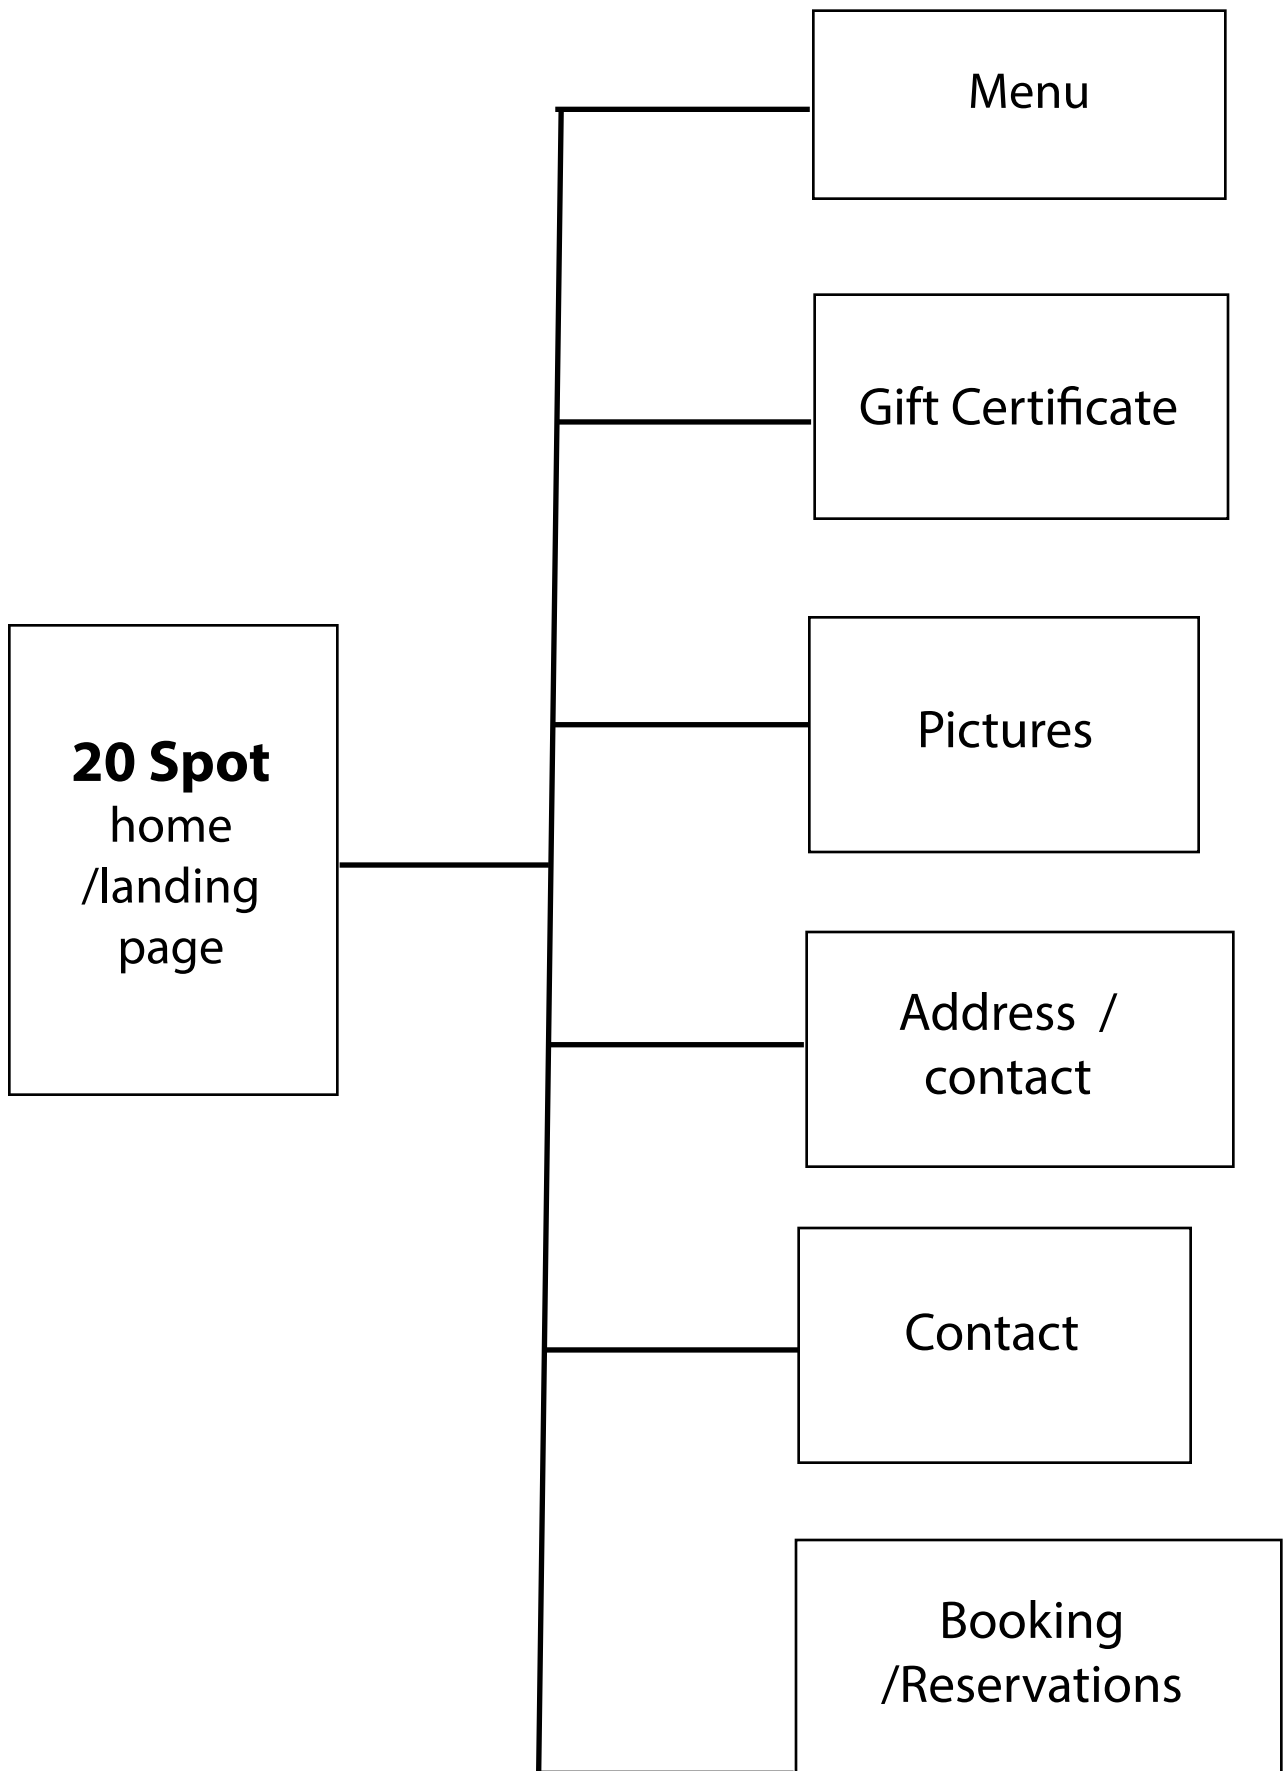 Menu
Gift Certificate
Pictures
20 Spot
home
/landing
page
Address  /
contact
Contact
Booking
/Reservations